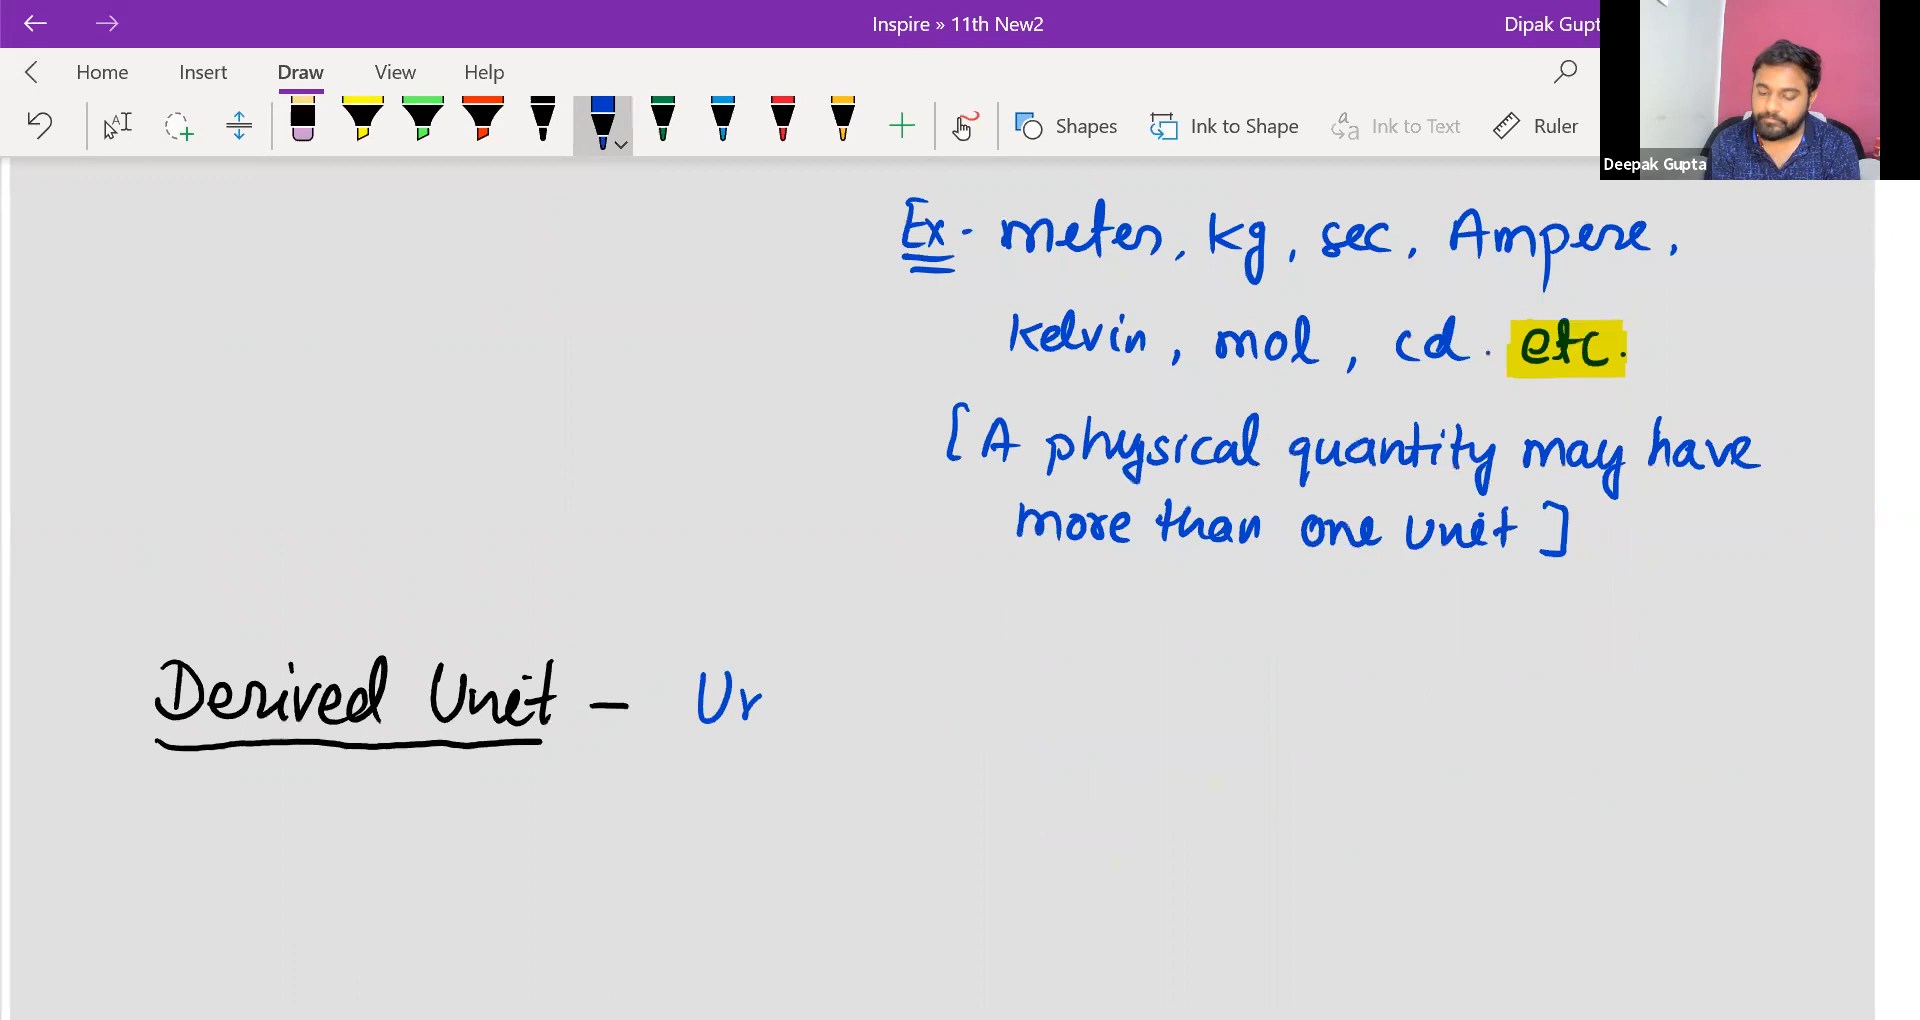 Inspire » 11th New2 Dipak Gupt
Home Insert Draw View Help
Shapes Ink to Shape Ink to Text Ruler
Deepak Gupta
Ex- meter, kg, sec, Ampere,
Kelvin, mol, cd. etc.
[A physical quantity may have
more than one unit]
Derived Unit - Un